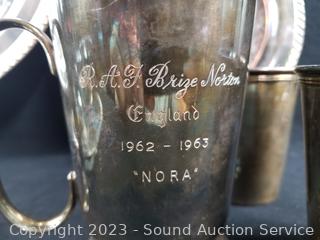 R.A.F. Brize Norton
England
1962 - 1963
"NORA"
Copyright 2023 - Sound Auction Service